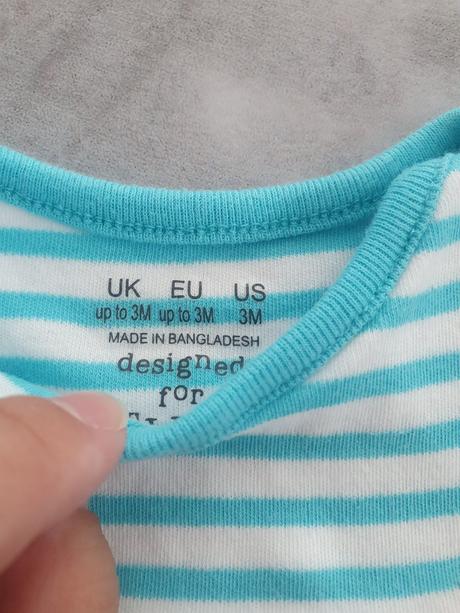 UK EU US
up to 3M up to 3M 3M
MADE IN BANGLADESH
designed
for